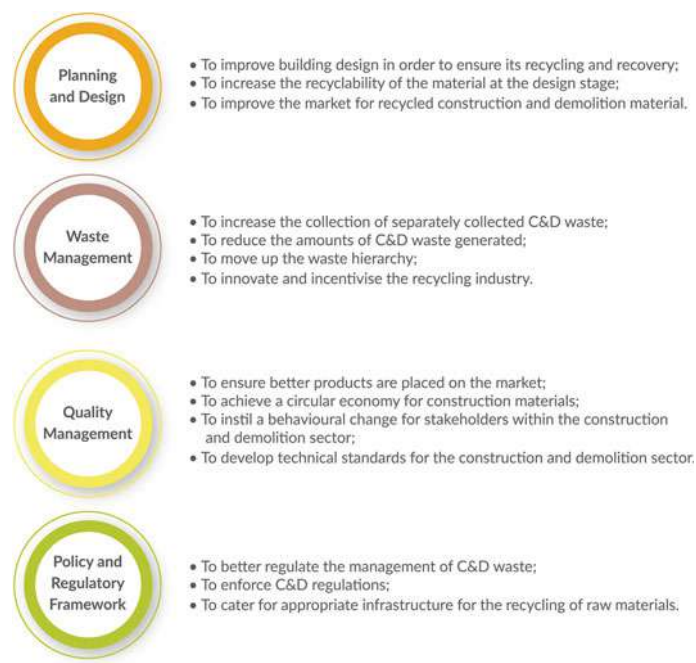 Planning
and Design
• To improve building design in order to ensure its recycling and recovery;
• To increase the recyclability of the material at the design stage;
• To improve the market for recycled construction and demolition material.
Waste
Management
• To increase the collection of separately collected C&D waste;
• To reduce the amounts of C&D waste generated;
• To move up the waste hierarchy;
• To innovate and incentivise the recycling industry.
Quality
Management
• To ensure better products are placed on the market;
• To achieve a circular economy for construction materials;
• To instil a behavioural change for stakeholders within the construction
and demolition sector;
• To develop technical standards for the construction and demolition sector.
Policy and
Regulatory
Framework
• To better regulate the management of C&D waste;
• To enforce C&D regulations;
• To cater for appropriate infrastructure for the recycling of raw materials.